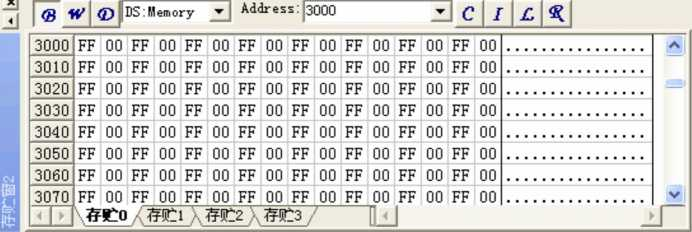 B W D DS:Memory Address: 3000 C I L R
3000 FF 00 FF 00 FF 00 FF 00 FF 00 FF 00 FF 00 FF 00 ................
3010 FF 00 FF 00 FF 00 FF 00 FF 00 FF 00 FF 00 FF 00 ................
3020 FF 00 FF 00 FF 00 FF 00 FF 00 FF 00 FF 00 FF 00 ................
3030 FF 00 FF 00 FF 00 FF 00 FF 00 FF 00 FF 00 FF 00 ................
3040 FF 00 FF 00 FF 00 FF 00 FF 00 FF 00 FF 00 FF 00 ................
3050 FF 00 FF 00 FF 00 FF 00 FF 00 FF 00 FF 00 FF 00 ................
3060 FF 00 FF 00 FF 00 FF 00 FF 00 FF 00 FF 00 FF 00 ................
3070 FF 00 FF 00 FF 00 FF 00 FF 00 FF 00 FF 00 FF 00 ................
存贮0 存贮1 存贮2 存贮3
存贮窗2